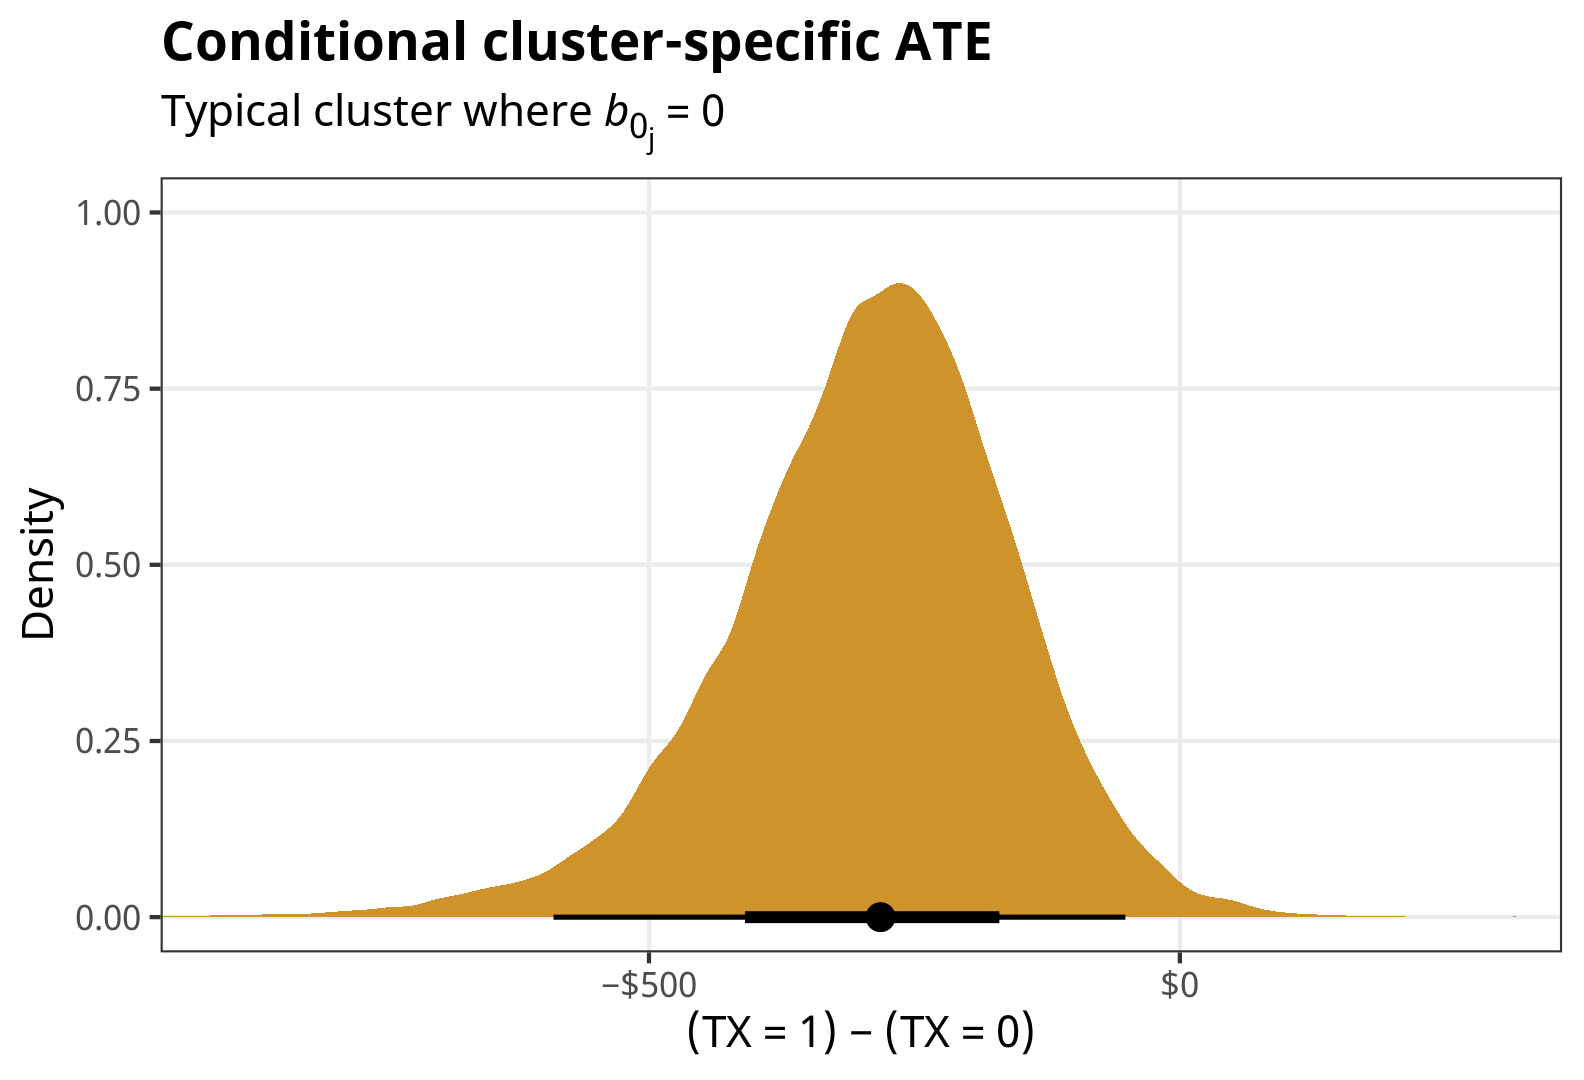 Conditional cluster-specific ATE
Typical cluster where b0j = 0
Density
1.00
0.75
0.50
0.25
0.00
−$500
$0
(TX = 1) − (TX = 0)